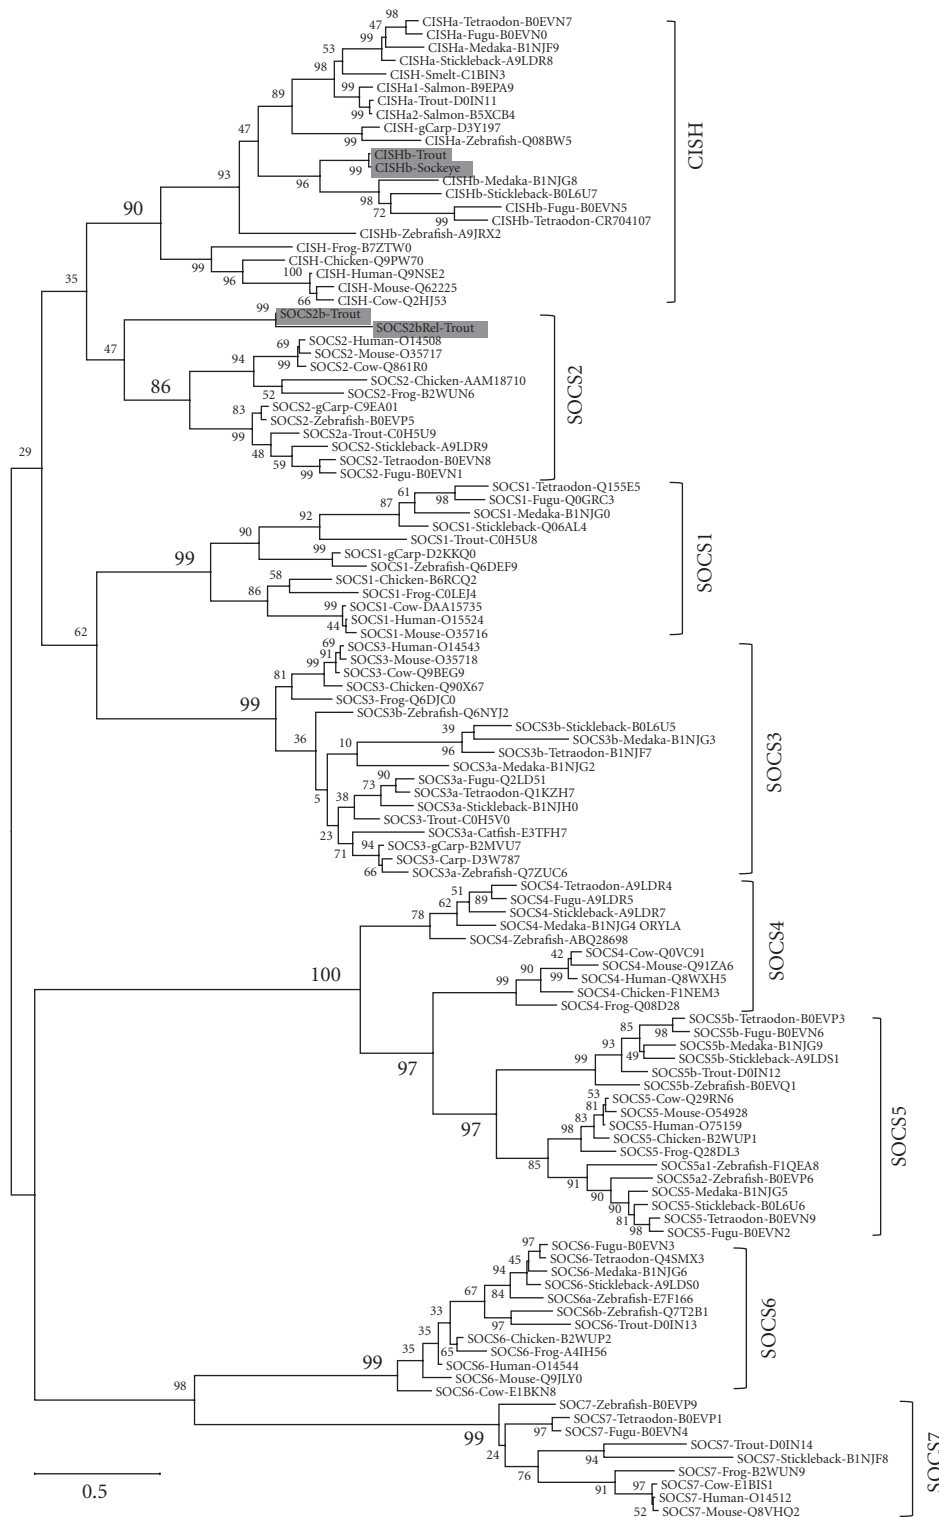 98
CISHa-Tetraodon-B0EVN7
47
CISHa-Fugu-B0EVN0
99
CISHa-Medaka-B1NJF9
53
CISHa-Stickleback-A9LDR8
98
CISH-Smelt-C1BIN3
99
CISHa1-Salmon-B9EPA9
89
CISHa-Trout-D0IN11
99
CISHa2-Salmon-B5XCB4
CISH-gCarp-D3Y197
47
99
CISHa-Zebrafish-Q08BW5
CISHb-Trout
99
CISHb-Sockeye
93
96
CISHb-Medaka-B1NJG8
98
CISHb-Stickleback-B0L6U7
72
CISHb-Fugu-B0EVN5
90
99
CISHb-Tetraodon-CR704107
CISHb-Zebrafish-A9JRX2
CISH-Frog-B7ZTW0
99
CISH-Chicken-Q9PW70
35
96
100
CISH-Human-Q9NSE2
CISH-Mouse-Q62225
66
CISH-Cow-Q2HJ53
CISH
99
SOCS2b-Trout
SOCS2bRel-Trout
47
69
SOCS2-Human-O14508
94
SOCS2-Mouse-O35717
99
SOCS2-Cow-Q861R0
86
SOCS2-Chicken-AAM18710
52
SOCS2-Frog-B2WUN6
83
SOCS2-gCarp-C9EA01
SOCS2-Zebrafish-B0EVP5
99
SOCS2a-Trout-C0H5U9
48
SOCS2-Stickleback-A9LDR9
29
59
SOCS2-Tetraodon-B0EVN8
99
SOCS2-Fugu-B0EVN1
SOCS2
61
SOCS1-Tetraodon-Q155E5
87
98
SOCS1-Fugu-Q0GRC3
92
SOCS1-Medaka-B1NJG0
90
SOCS1-Stickleback-Q06AL4
SOCS1-Trout-C0H5U8
99
99
SOCS1-gCarp-D2KKQ0
SOCS1-Zebrafish-Q6DEF9
58
SOCS1-Chicken-B6RCQ2
86
SOCS1-Frog-C0LEJ4
99
SOCS1-Cow-DAA15735
SOCS1-Human-O15524
44
SOCS1-Mouse-O35716
62
SOCS1
69
SOCS3-Human-O14543
91
SOCS3-Mouse-O35718
99
SOCS3-Cow-Q9BEG9
81
SOCS3-Chicken-Q90X67
99
SOCS3-Frog-Q6DJC0
SOCS3b-Zebrafish-Q6NYJ2
39
SOCS3b-Stickleback-B0L6U5
36
10
SOCS3b-Medaka-B1NJG3
96
SOCS3b-Tetraodon-B1NJF7
SOCS3a-Medaka-B1NJG2
90
SOCS3a-Fugu-Q2LD51
73
SOCS3a-Tetraodon-Q1KZH7
5
38
SOCS3a-Stickleback-B1NJH0
SOCS3-Trout-C0H5V0
23
SOCS3a-Catfish-E3TFH7
94
SOCS3-gCarp-B2MVU7
71
SOCS3-Carp-D3W787
66
SOCS3a-Zebrafish-Q7ZUC6
SOCS3
51
SOCS4-Tetraodon-A9LDR4
62
89
SOCS4-Fugu-A9LDR5
78
SOCS4-Stickleback-A9LDR7
SOCS4-Medaka-B1NJG4 ORYLA
SOCS4-Zebrafish-ABQ28698
42
SOCS4-Cow-Q0VC91
90
SOCS4-Mouse-Q91ZA6
100
99
99
SOCS4-Human-Q8WXH5
SOCS4-Chicken-F1NEM3
SOCS4-Frog-Q08D28
SOCS4
SOCS5b-Tetraodon-B0EVP3
85
98
SOCS5b-Fugu-B0EVN6
93
SOCS5b-Medaka-B1NJG9
99
49
SOCS5b-Stickleback-A9LDS1
97
SOCS5b-Trout-D0IN12
SOCS5b-Zebrafish-B0EVQ1
53
SOCS5-Cow-Q29RN6
81
SOCS5-Mouse-O54928
83
SOCS5-Human-O75159
97
98
SOCS5-Chicken-B2WUP1
SOCS5-Frog-Q28DL3
85
SOCS5a1-Zebrafish-F1QEA8
91
SOCS5a2-Zebrafish-B0EVP6
90
SOCS5-Medaka-B1NJG5
90
SOCS5-Stickleback-B0L6U6
81
SOCS5-Tetraodon-B0EVN9
98
SOCS5-Fugu-B0EVN2
SOCS5
97
SOCS6-Fugu-B0EVN3
45
SOCS6-Tetraodon-Q4SMX3
94
SOCS6-Medaka-B1NJG6
67
84
SOCS6-Stickleback-A9LDS0
SOCS6a-Zebrafish-E7F166
33
SOCS6b-Zebrafish-Q7T2B1
97
SOCS6-Trout-D0IN13
35
SOCS6-Chicken-B2WUP2
35
65
SOCS6-Frog-A4IH56
99
SOCS6-Human-O14544
SOCS6-Mouse-Q9JLY0
98
SOCS6-Cow-E1BKN8
SOCS6
SOC7-Zebrafish-B0EVP9
SOCS7-Tetraodon-B0EVP1
99
97
SOCS7-Fugu-B0EVN4
24
SOCS7-Trout-D0IN14
94
SOCS7-Stickleback-B1NJF8
76
SOCS7-Frog-B2WUN9
91
97
SOCS7-Cow-E1BIS1
SOCS7-Human-O14512
52
SOCS7-Mouse-Q8VHQ2
SOCS7
0.5